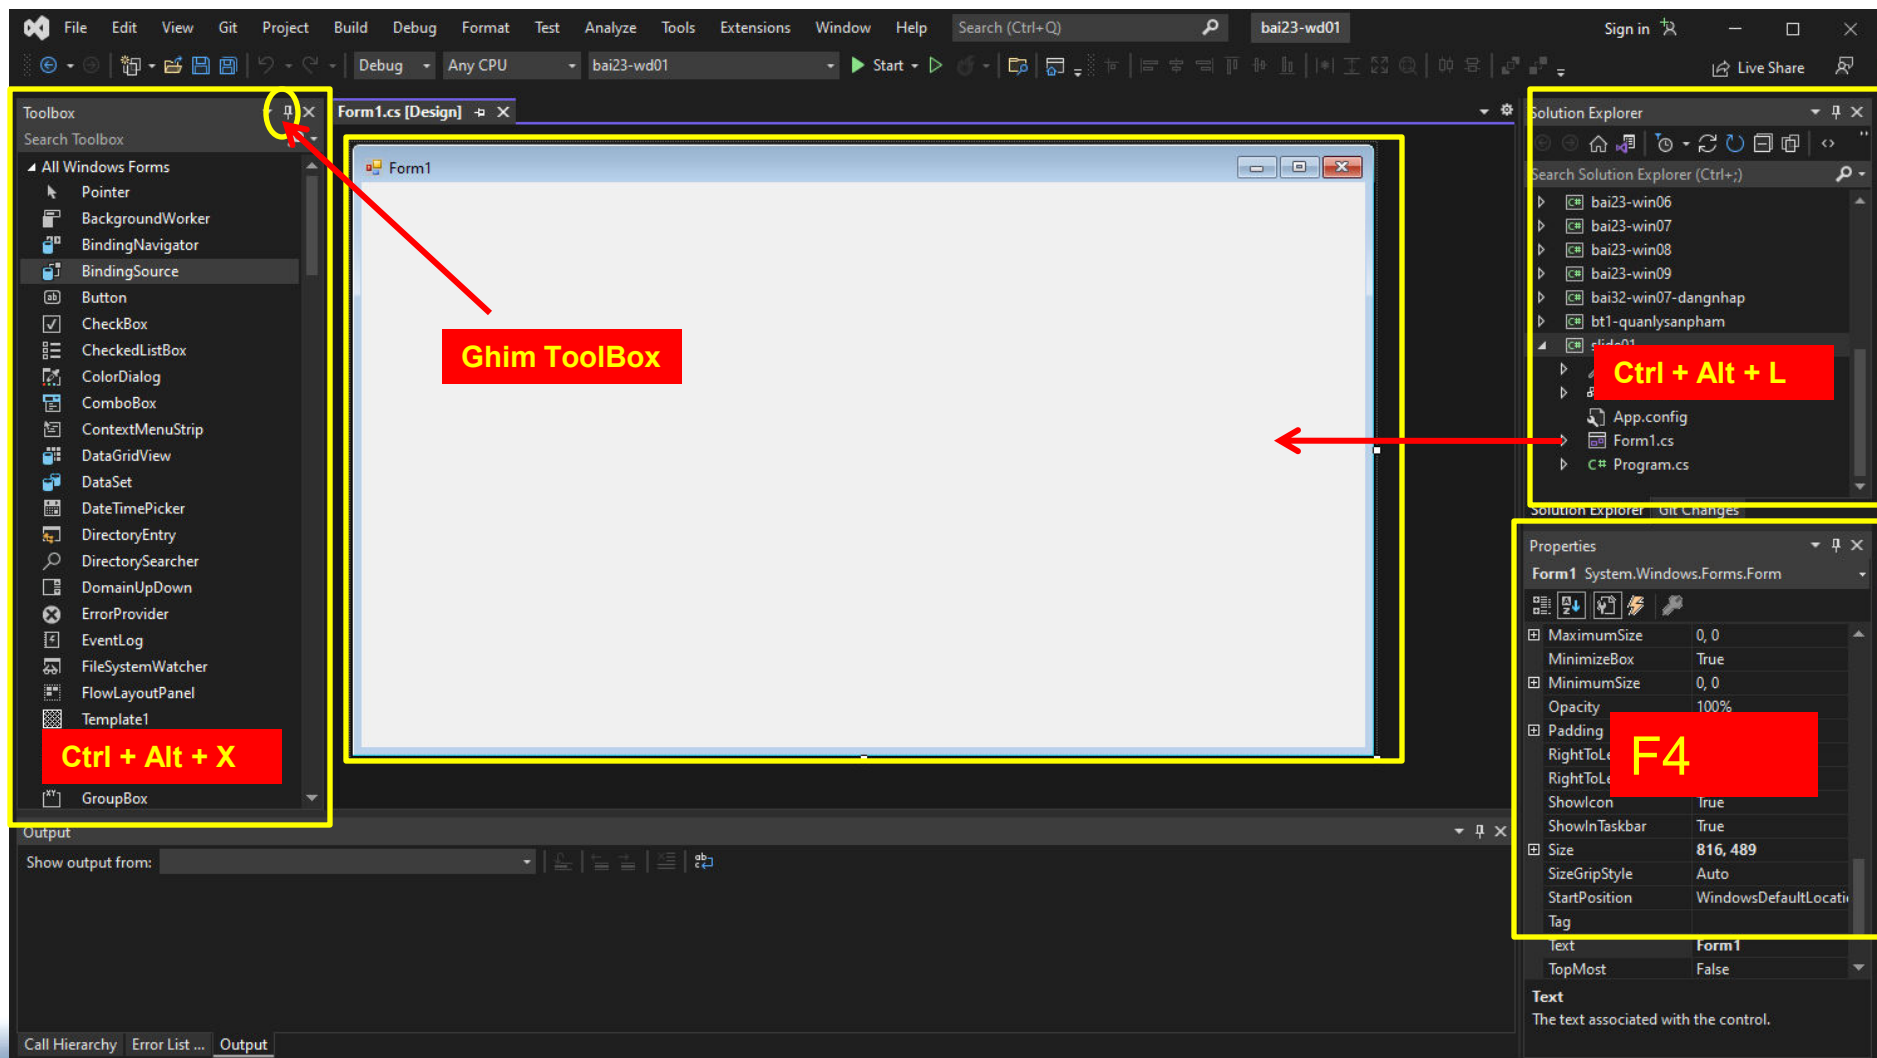 File Edit View Git Project Build Debug Format Test Analyze Tools Extensions Window Help Search (Ctrl+Q) bai23-wd01 Sign in
Debug Any CPU bai23-wd01 Start Live Share
Toolbox
Search Toolbox
All Windows Forms
Pointer
BackgroundWorker
BindingNavigator
BindingSource
Button
CheckBox
CheckedListBox
ColorDialog
ComboBox
ContextMenuStrip
DataGridView
DataSet
DateTimePicker
DirectoryEntry
DirectorySearcher
DomainUpDown
ErrorProvider
EventLog
FileSystemWatcher
FlowLayoutPanel
Template1
Ctrl + Alt + X
GroupBox
Form1.cs [Design]
Form1
Ghim ToolBox
Solution Explorer
Search Solution Explorer (Ctrl+;)
bai23-win06
bai23-win07
bai23-win08
bai23-win09
bai32-win07-dangnhap
bt1-quanlysanpham
slide01
Ctrl + Alt + L
App.config
Form1.cs
C# Program.cs
Solution Explorer Git Changes
Properties
Form1 System.Windows.Forms.Form
MaximumSize 0, 0
MinimizeBox True
MinimumSize 0, 0
Opacity 100%
Padding
RightToLe
RightToLe
F4
ShowIcon True
ShowInTaskbar True
Size 816, 489
SizeGripStyle Auto
StartPosition WindowsDefaultLocati
Tag
Text Form1
TopMost False
Text
The text associated with the control.
Output
Show output from:
Call Hierarchy Error List ... Output